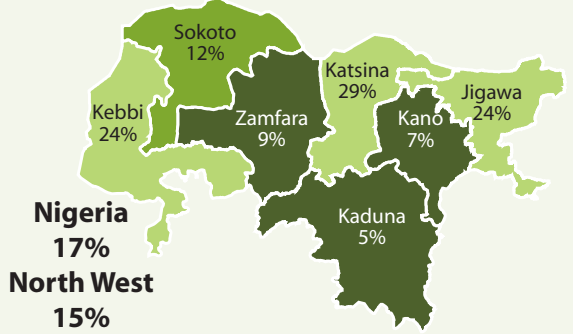 Sokoto
12%
Katsina
29%
Jigawa
24%
Kebbi
24%
Zamfara
9%
Kano
7%
Kaduna
5%
Nigeria
17%
North West
15%